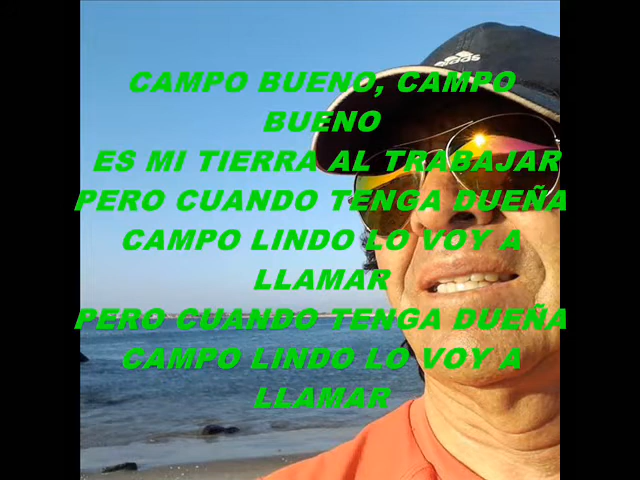 adidas
CAMPO BUENO, CAMPO
BUENO
ES MI TIERRA AL TRABAJAR
PERO CUANDO TENGA DUEÑA
CAMPO LINDO LO VOY A
LLAMAR
PERO CUANDO TENGA DUEÑA
CAMPO LINDO LO VOY A
LLAMAR